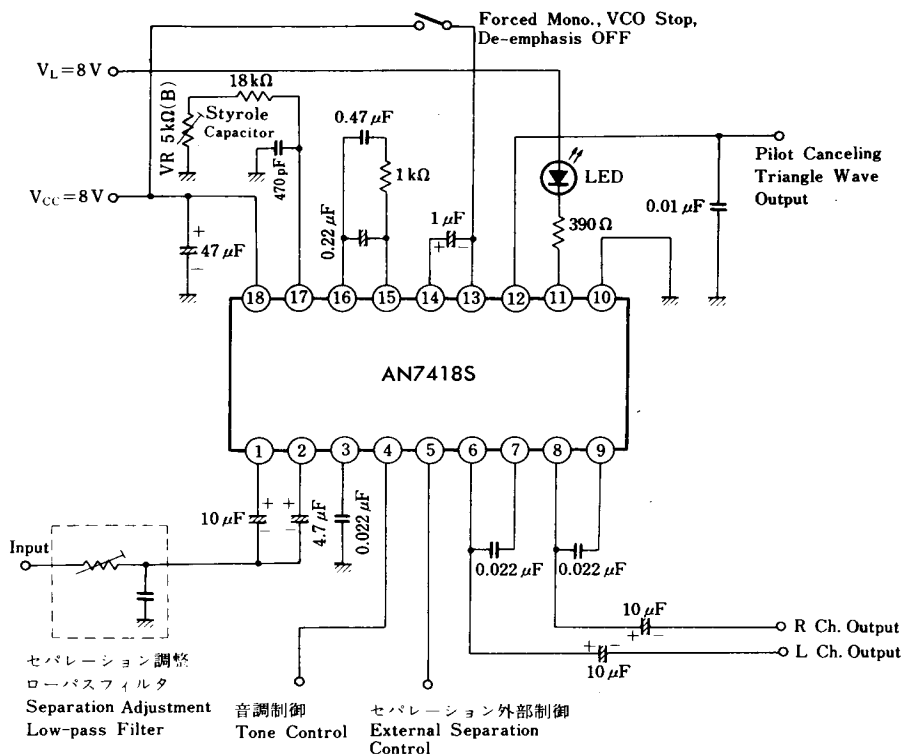 Forced Mono., VCO Stop,
De-emphasis OFF
VL=8V
18kΩ
VR 5kΩ(B)
Styrole
Capacitor
470pF
0.47μF
1kΩ
0.22μF
1μF
+ −
LED
390Ω
0.01μF
Pilot Canceling
Triangle Wave
Output
VCC=8V
+
47μF
−
18 17 16 15 14 13 12 11 10
AN7418S
1 2 3 4 5 6 7 8 9
10μF
+
−
+
−
4.7μF
0.022μF
Input
0.022μF
0.022μF
10μF
+ −
R Ch. Output
+ −
10μF
L Ch. Output
セパレーション調整
ローパスフィルタ
Separation Adjustment
Low-pass Filter
音調制御
Tone Control
セパレーション外部制御
External Separation
Control